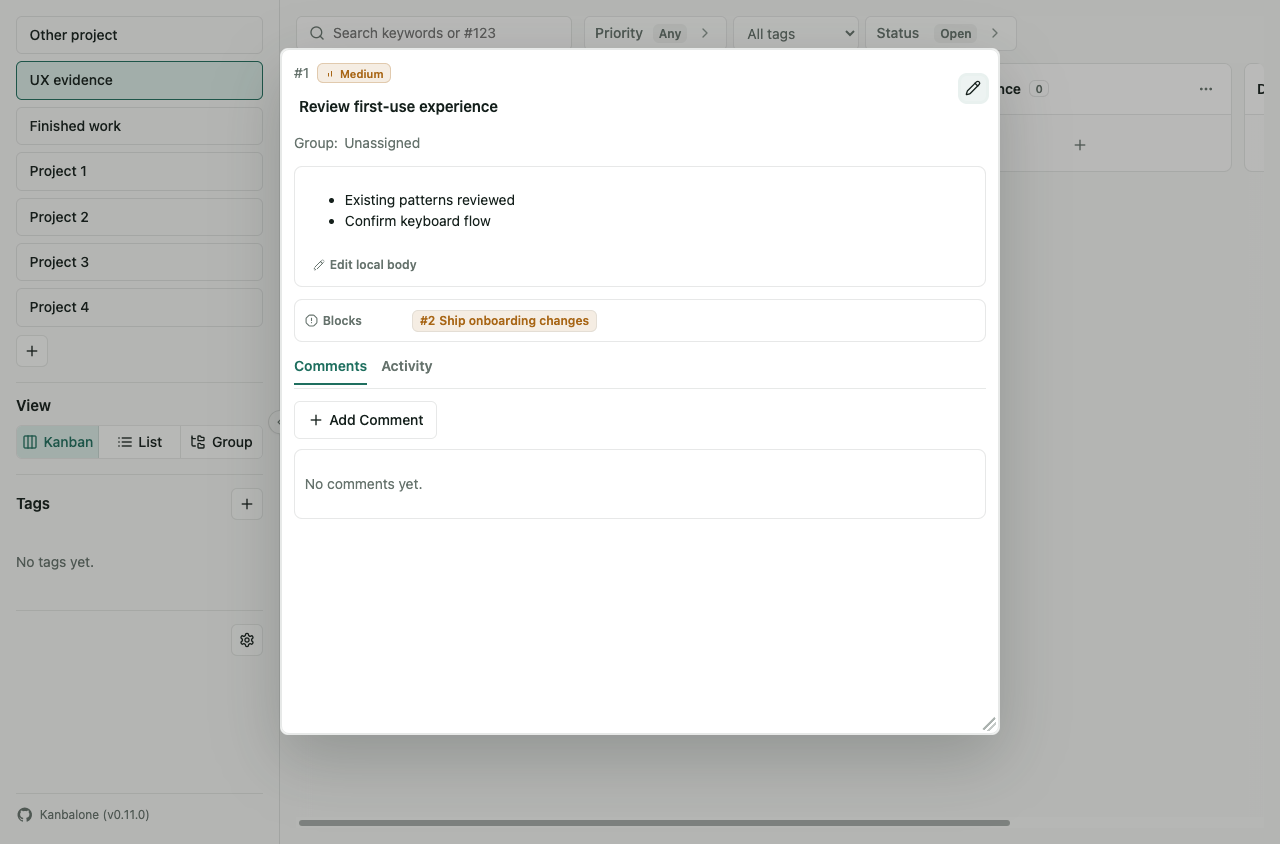 Other project
UX evidence
Finished work
Project 1
Project 2
Project 3
Project 4
View
Kanban
List
Group
Tags
No tags yet.
Kanbalone (v0.11.0)
Search keywords or #123
Priority Any
All tags
Status Open
0
#1 Medium
Review first-use experience
Group: Unassigned
Existing patterns reviewed
Confirm keyboard flow
Edit local body
Blocks #2 Ship onboarding changes
Comments Activity
Add Comment
No comments yet.